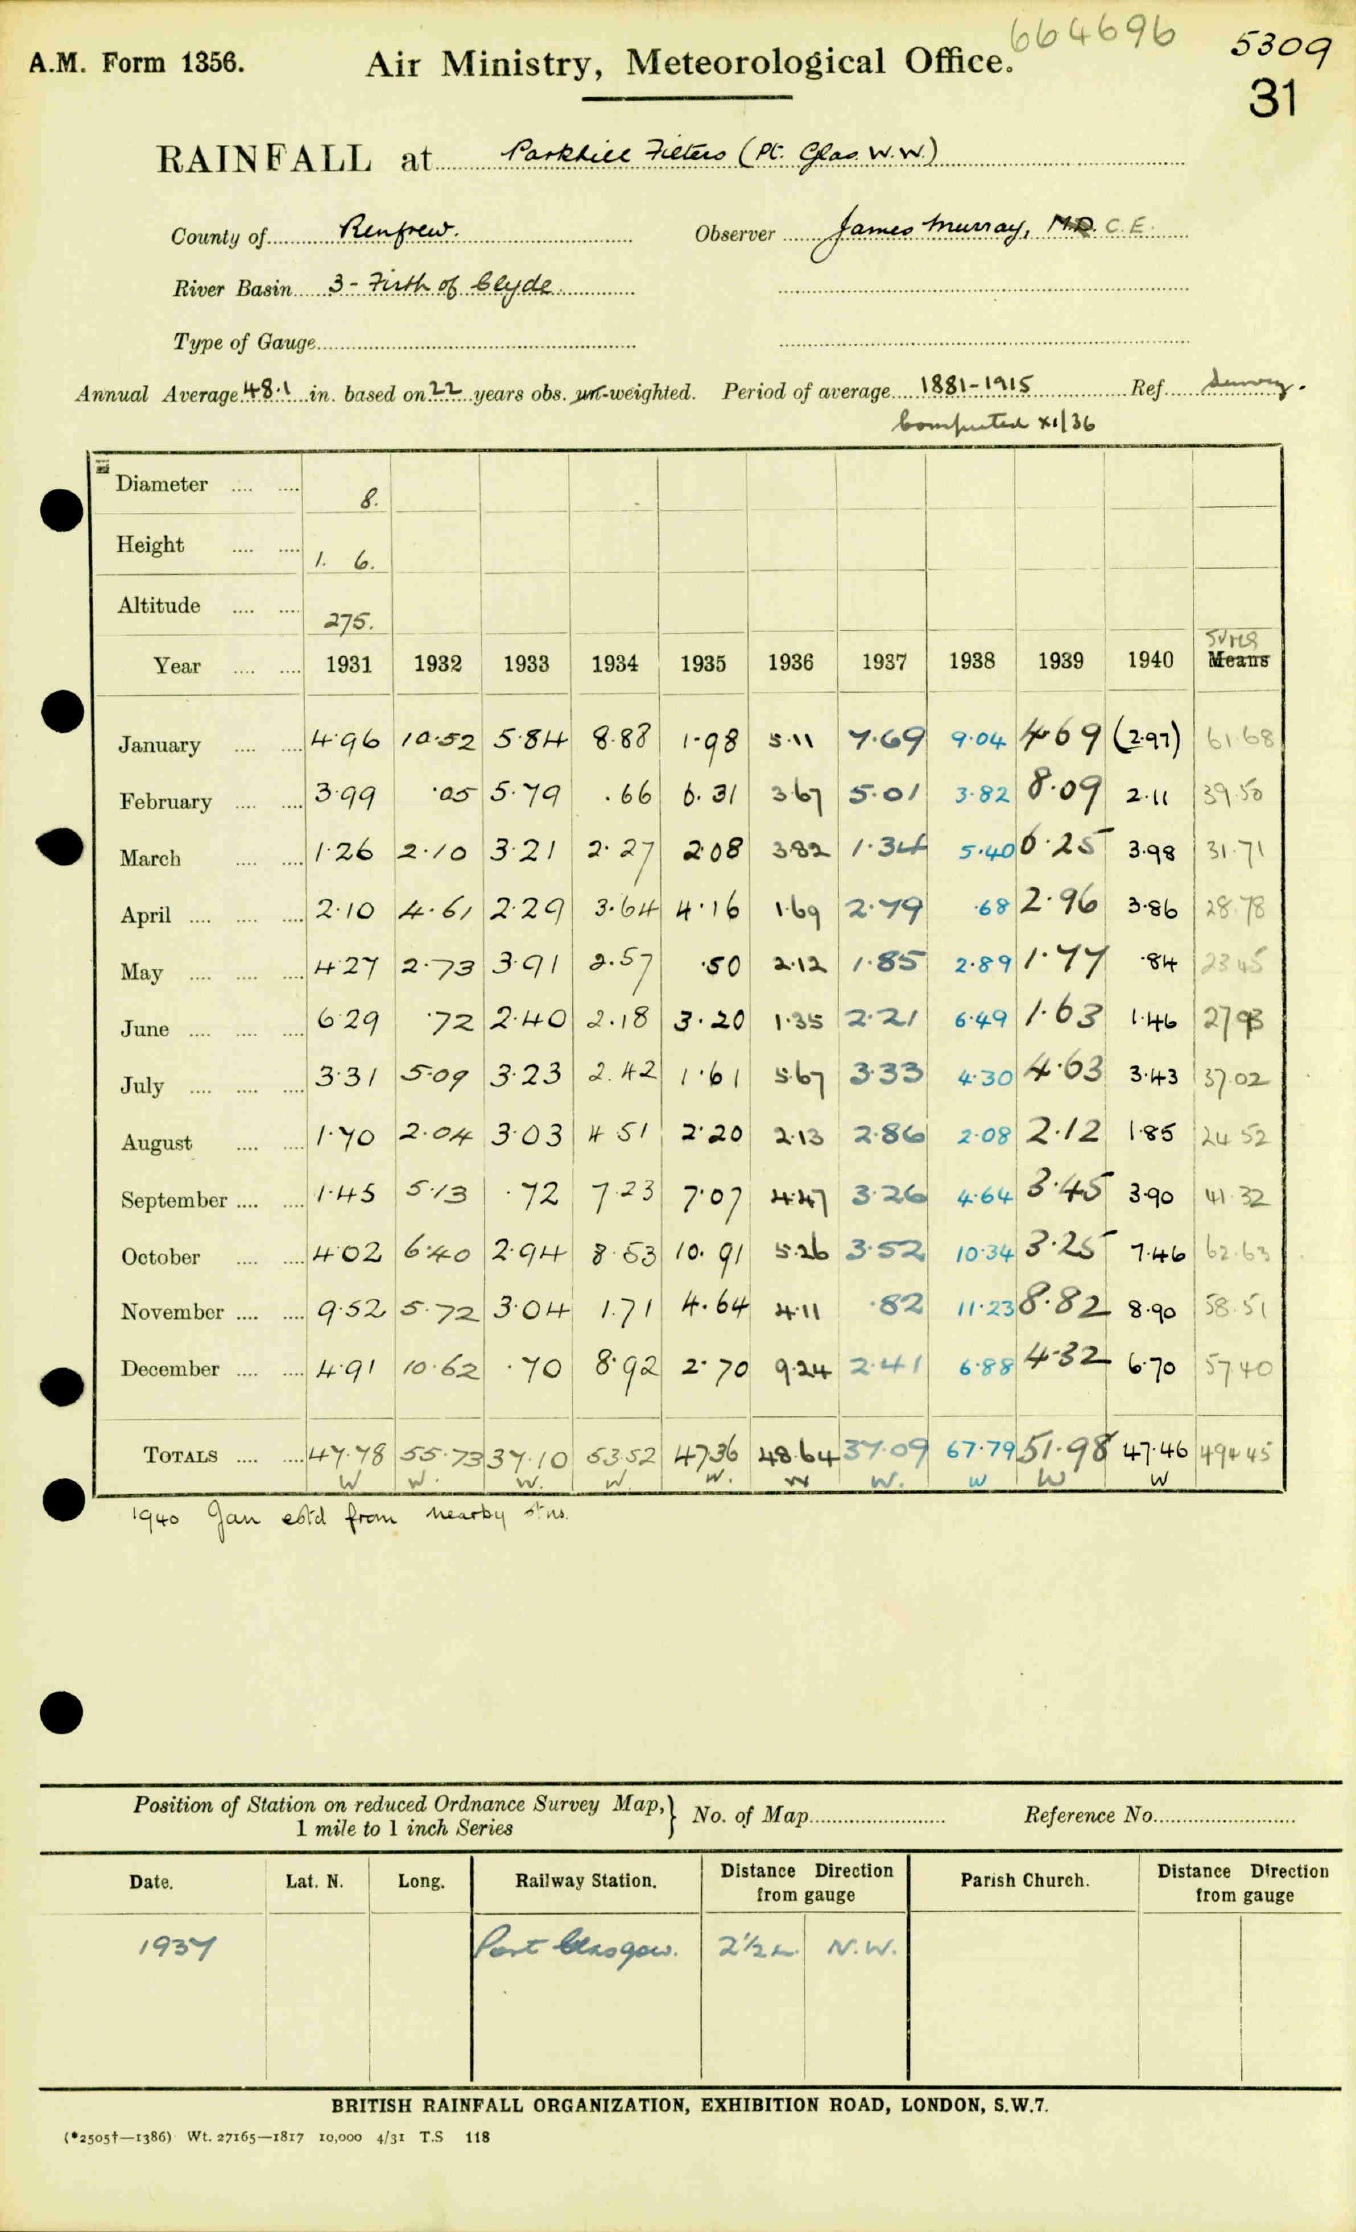 664696
5309
A.M. Form 1356. Air Ministry, Meteorological Office.
31
RAINFALL at Parkhill Filters (Pt. Glas. W.W.)
County of Renfrew. Observer James Murray, M.D. C.E.
River Basin 3 - Firth of Clyde
Type of Gauge
Annual Average 48.1 in. based on 22 years obs. un-weighted. Period of average 1881-1915 Ref.
Computed XI/36
Diameter 8.
Height 1. 6.
Altitude 275.
Sums
Year 1931 1932 1933 1934 1935 1936 1937 1938 1939 1940 Means
January 4.96 10.52 5.84 8.88 1.98 5.11 7.69 9.04 4.69 (2.97) 61.68
February 3.99 .05 5.79 .66 6.31 3.67 5.01 3.82 8.09 2.11 39.50
March 1.26 2.10 3.21 2.27 2.08 3.82 1.34 5.40 6.25 3.98 31.71
April 2.10 4.61 2.29 3.64 4.16 1.69 2.79 .68 2.96 3.86 28.78
May 4.27 2.73 3.91 2.57 .50 2.12 1.85 2.89 1.77 .84 23.45
June 6.29 .72 2.40 2.18 3.20 1.35 2.21 6.49 1.63 1.46 27.93
July 3.31 5.09 3.23 2.42 1.61 5.67 3.33 4.30 4.63 3.43 37.02
August 1.70 2.04 3.03 4.51 2.20 2.13 2.86 2.08 2.12 1.85 24.52
September 1.45 5.13 .72 7.23 7.07 4.47 3.26 4.64 3.45 3.90 41.32
October 4.02 6.40 2.94 8.53 10.91 5.26 3.52 10.34 3.25 7.46 62.63
November 9.52 5.72 3.04 1.71 4.64 4.11 .82 11.23 8.82 8.90 58.51
December 4.91 10.62 .70 8.92 2.70 9.24 2.41 6.88 4.32 6.70 57.40
TOTALS 47.78 55.73 37.10 53.52 47.36 48.64 37.09 67.79 51.98 47.46 494.45
W W. W. W. W. W W. W W W
1940 Jan estd from nearby stns.
Position of Station on reduced Ordnance Survey Map, } No. of Map Reference No.
1 mile to 1 inch Series
Date. Lat. N. Long. Railway Station. Distance Direction from gauge Parish Church. Distance Direction from gauge
1937 Port Glasgow. 2½ N.W.
BRITISH RAINFALL ORGANIZATION, EXHIBITION ROAD, LONDON, S.W.7.
(*2505†—1386) Wt. 27165—1817 10,000 4/31 T.S 118